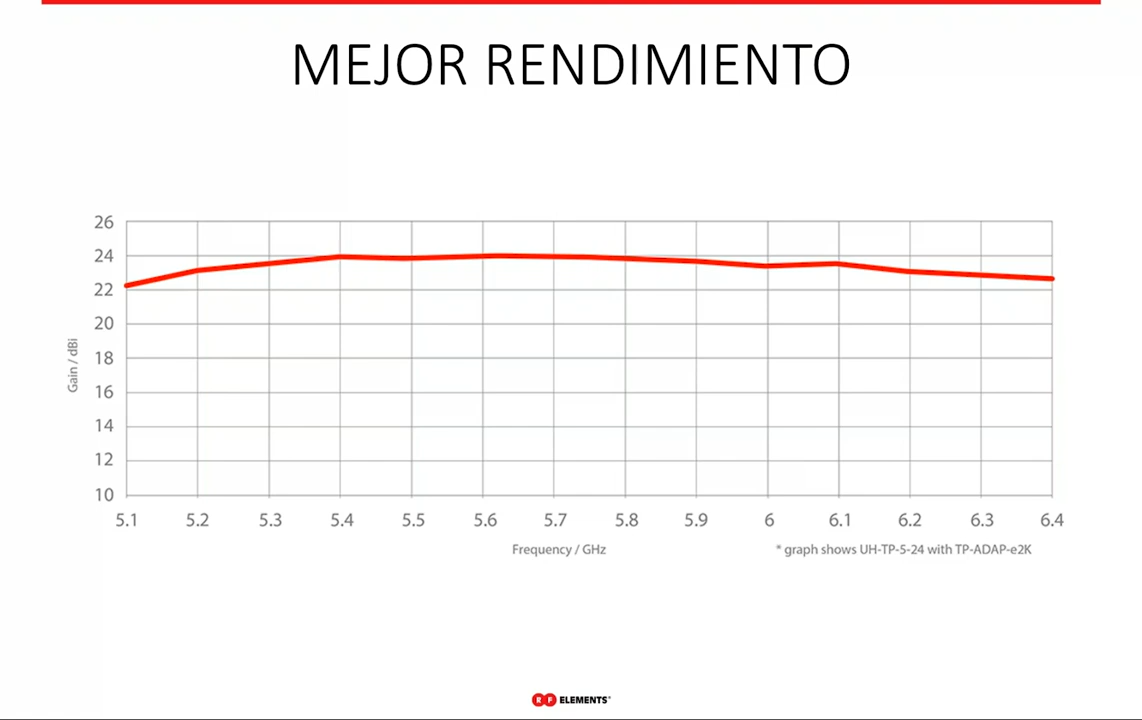 MEJOR RENDIMIENTO
26
24
22
20
18
16
14
12
10
Gain / dBi
5.1 5.2 5.3 5.4 5.5 5.6 5.7 5.8 5.9 6 6.1 6.2 6.3 6.4
Frequency / GHz
* graph shows UH-TP-5-24 with TP-ADAP-e2K
RF ELEMENTS®